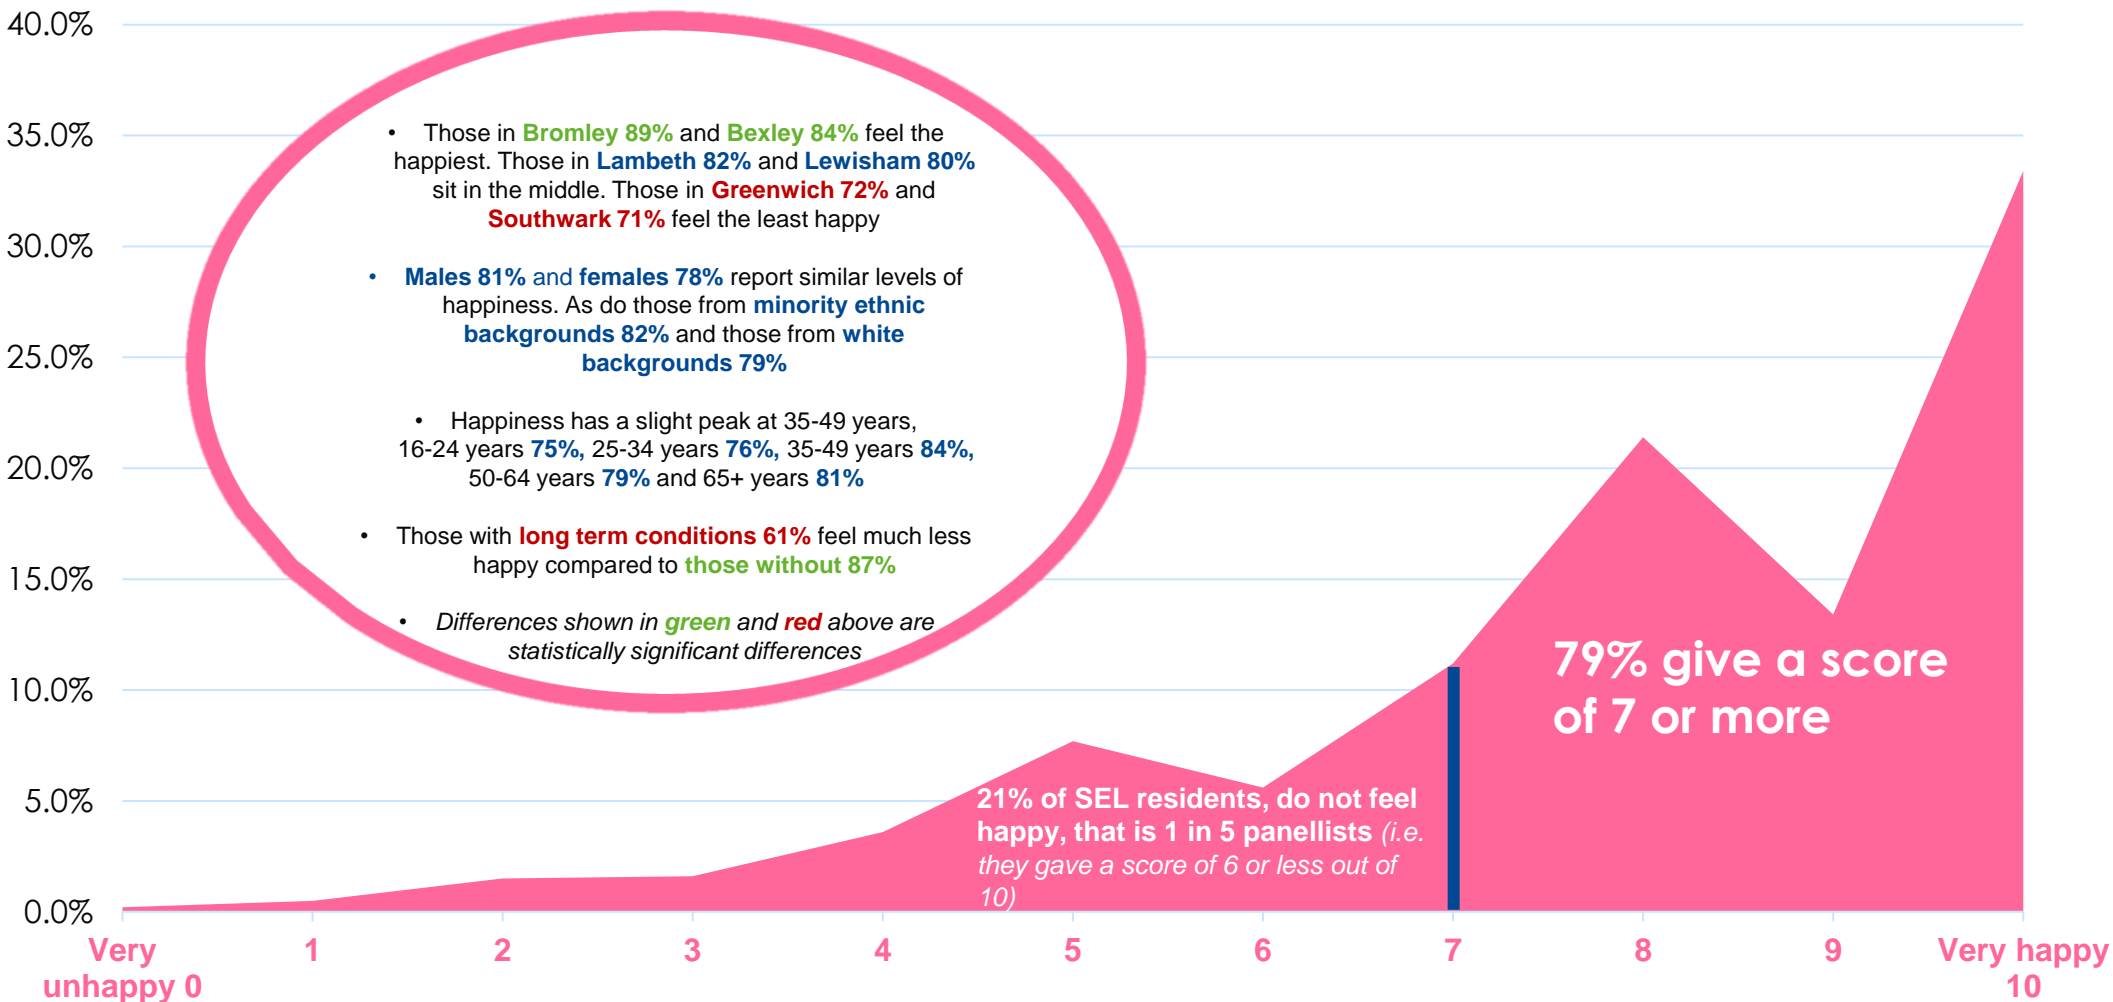 40.0%
35.0%
30.0%
25.0%
20.0%
15.0%
10.0%
5.0%
0.0%
• Those in Bromley 89% and Bexley 84% feel the
happiest. Those in Lambeth 82% and Lewisham 80%
sit in the middle. Those in Greenwich 72% and
Southwark 71% feel the least happy
• Males 81% and females 78% report similar levels of
happiness. As do those from minority ethnic
backgrounds 82% and those from white
backgrounds 79%
• Happiness has a slight peak at 35-49 years,
16-24 years 75%, 25-34 years 76%, 35-49 years 84%,
50-64 years 79% and 65+ years 81%
• Those with long term conditions 61% feel much less
happy compared to those without 87%
• Differences shown in green and red above are
statistically significant differences
79% give a score
of 7 or more
21% of SEL residents, do not feel
happy, that is 1 in 5 panellists (i.e.
they gave a score of 6 or less out of
10)
Very
unhappy 0
1
2
3
4
5
6
7
8
9
Very happy
10